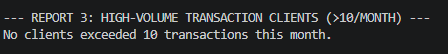 --- REPORT 3: HIGH-VOLUME TRANSACTION CLIENTS (>10/MONTH) ---
No clients exceeded 10 transactions this month.